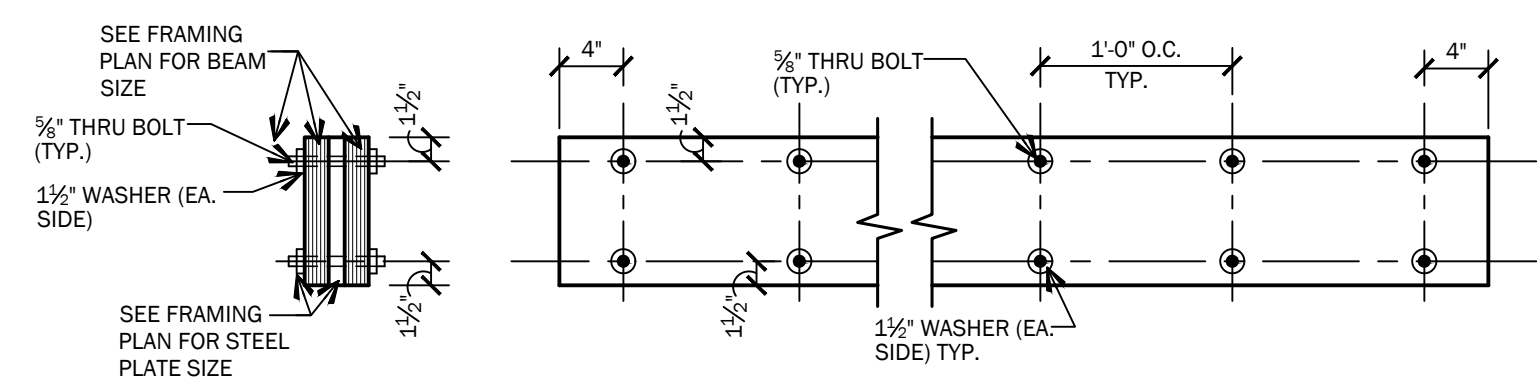 SEE FRAMING
PLAN FOR BEAM
SIZE
⅝" THRU BOLT
(TYP.)
1½" WASHER (EA.
SIDE)
SEE FRAMING
PLAN FOR STEEL
PLATE SIZE
1½"
1½"
4"
1½"
⅝" THRU BOLT
(TYP.)
1'-0" O.C.
TYP.
4"
1½"
1½" WASHER (EA.
SIDE) TYP.